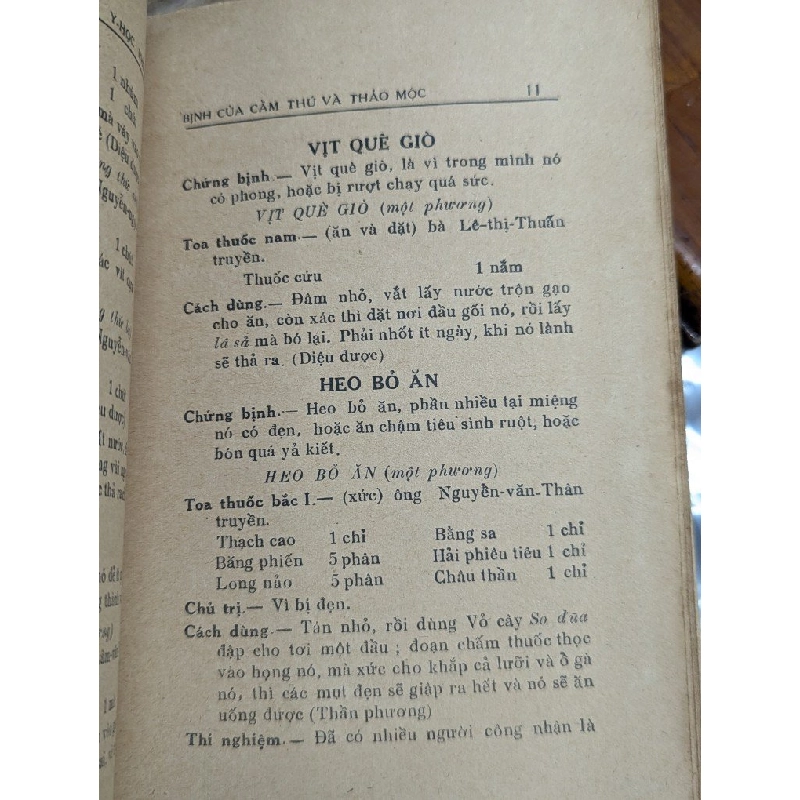 Y-HỌC
BỊNH CỦA CẦM THÚ VÀ THẢO MỘC 11
VỊT QUÈ GIÒ
Chứng bịnh.— Vịt què giò, là vì trong mình nó
có phong, hoặc bị rượt chạy quá sức.
VỊT QUÈ GIÒ (một phương)
Toa thuốc nam.— (ăn và dặt) bà Lê-thị-Thuấn
truyền.
Thuốc cứu 1 nắm
Cách dùng.— Đâm nhỏ, vắt lấy nước trộn gạo
cho ăn, còn xác thì dặt nơi đầu gối nó, rồi lấy
lá sả mà bó lại. Phải nhốt ít ngày, khi nó lành
sẽ thả ra. (Diệu dược)
HEO BỎ ĂN
Chứng bịnh.— Heo bỏ ăn, phần nhiều tại miệng
nó có đẹn, hoặc ăn chậm tiêu sình ruột, hoặc
bón quá yả kiết.
HEO BỎ ĂN (một phương)
Toa thuốc bắc I.— (xức) ông Nguyễn-văn-Thân
truyền.
Thạch cao 1 chỉ Bằng sa 1 chỉ
Băng phiến 5 phân Hải phiêu tiêu 1 chỉ
Long não 5 phân Châu thần 1 chỉ
Chủ trị.— Vì bị đẹn.
Cách dùng.— Tán nhỏ, rồi dùng Vỏ cây So đũa
đập cho tơi một đầu ; đoạn chấm thuốc thọc
vào họng nó, mà xức cho khắp cả lưỡi và ổ gà
nó, thì các mụt đẹn sẽ giập ra hết và nó sẽ ăn
uống được (Thần phương)
Thí nghiệm.— Đã có nhiều người công nhận là